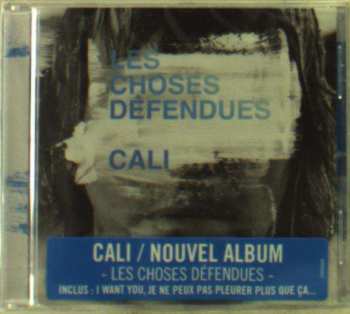 LES
CHOSES
DÉFENDUES
CALI
CALI / NOUVEL ALBUM
- LES CHOSES DÉFENDUES -
INCLUS : I WANT YOU, JE NE PEUX PAS PLEURER PLUS QUE ÇA...